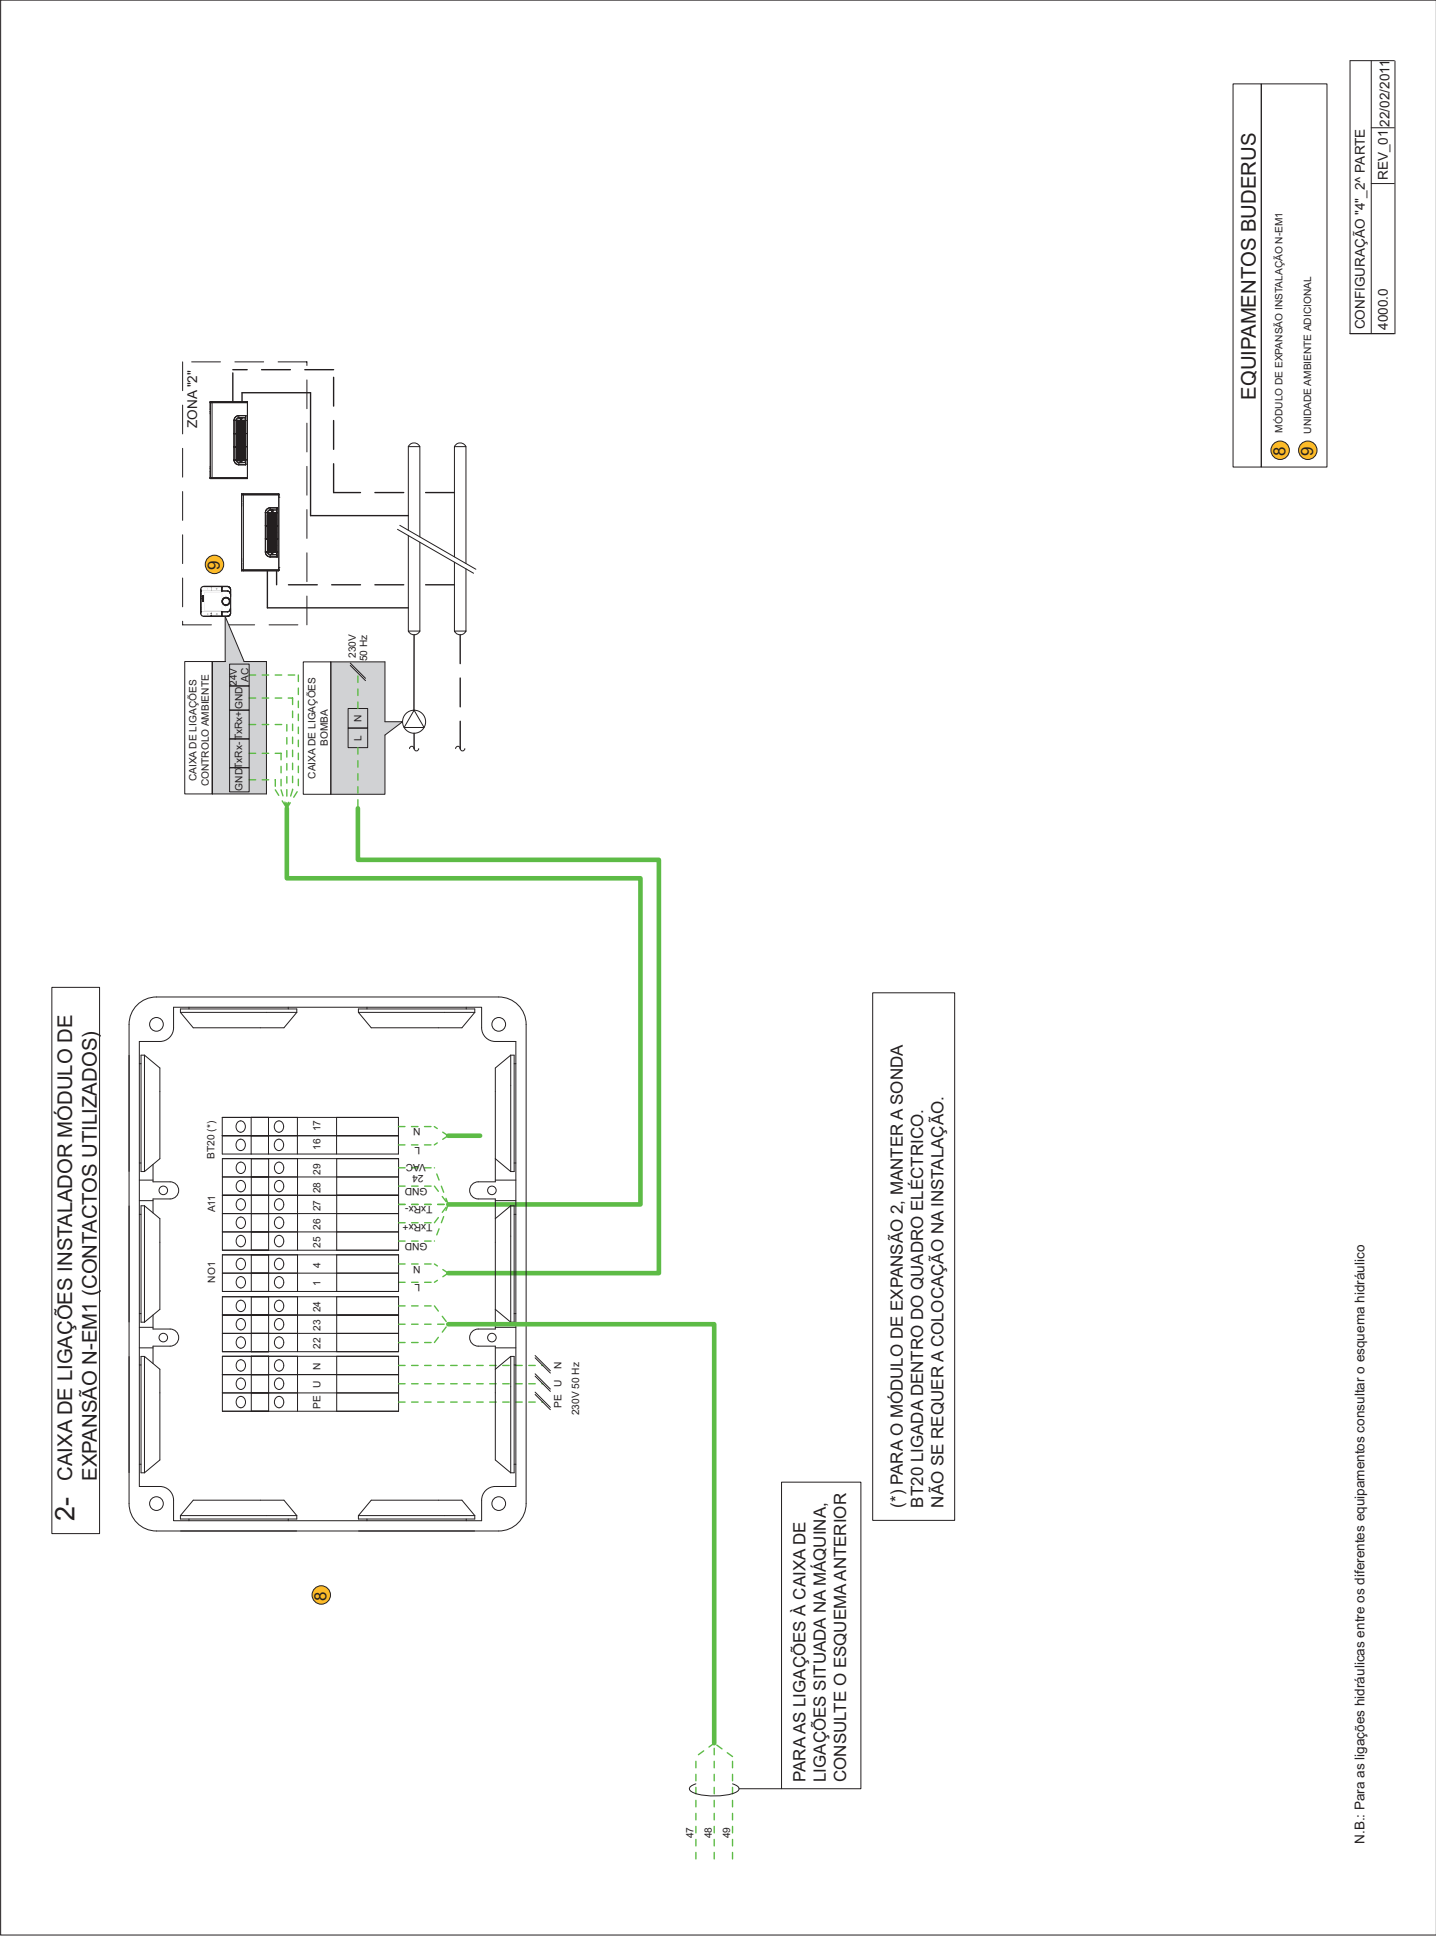 2- CAIXA DE LIGAÇÕES INSTALADOR MÓDULO DE
EXPANSÃO N-EM1 (CONTACTOS UTILIZADOS)
8
BT20 (*)
A11
NO1
PE U N 22 23 24 1 4 25 26 27 28 29 16 17
L N GND TxRx+ TxRx- GND 24 VAC L N
PE U N
230V 50 Hz
CAIXA DE LIGAÇÕES
CONTROLO AMBIENTE
GND TxRx- TxRx+ GND 24V AC
CAIXA DE LIGAÇÕES
BOMBA
L N
230V
50 Hz
ZONA "2"
9
47
48
49
PARA AS LIGAÇÕES À CAIXA DE
LIGAÇÕES SITUADA NA MÁQUINA,
CONSULTE O ESQUEMA ANTERIOR
(*) PARA O MÓDULO DE EXPANSÃO 2, MANTER A SONDA
BT20 LIGADA DENTRO DO QUADRO ELÉCTRICO.
NÃO SE REQUER A COLOCAÇÃO NA INSTALAÇÃO.
EQUIPAMENTOS BUDERUS
8 MÓDULO DE EXPANSÃO INSTALAÇÃO N-EM1
9 UNIDADE AMBIENTE ADICIONAL
CONFIGURAÇÃO "4"_2^ PARTE
4000.0 REV_01 22/02/2011
N.B.: Para as ligações hidráulicas entre os diferentes equipamentos consultar o esquema hidráulico